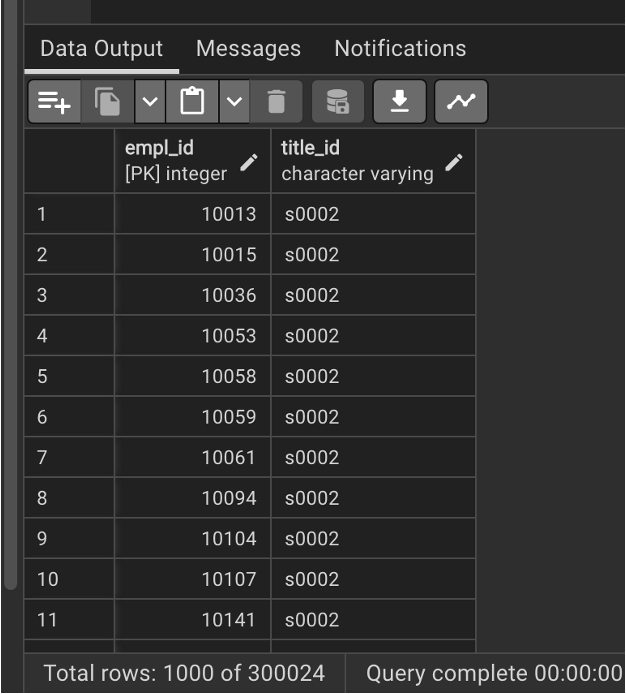 Data Output Messages Notifications
empl_id title_id
[PK] integer character varying
1 10013 s0002
2 10015 s0002
3 10036 s0002
4 10053 s0002
5 10058 s0002
6 10059 s0002
7 10061 s0002
8 10094 s0002
9 10104 s0002
10 10107 s0002
11 10141 s0002
Total rows: 1000 of 300024 Query complete 00:00:00